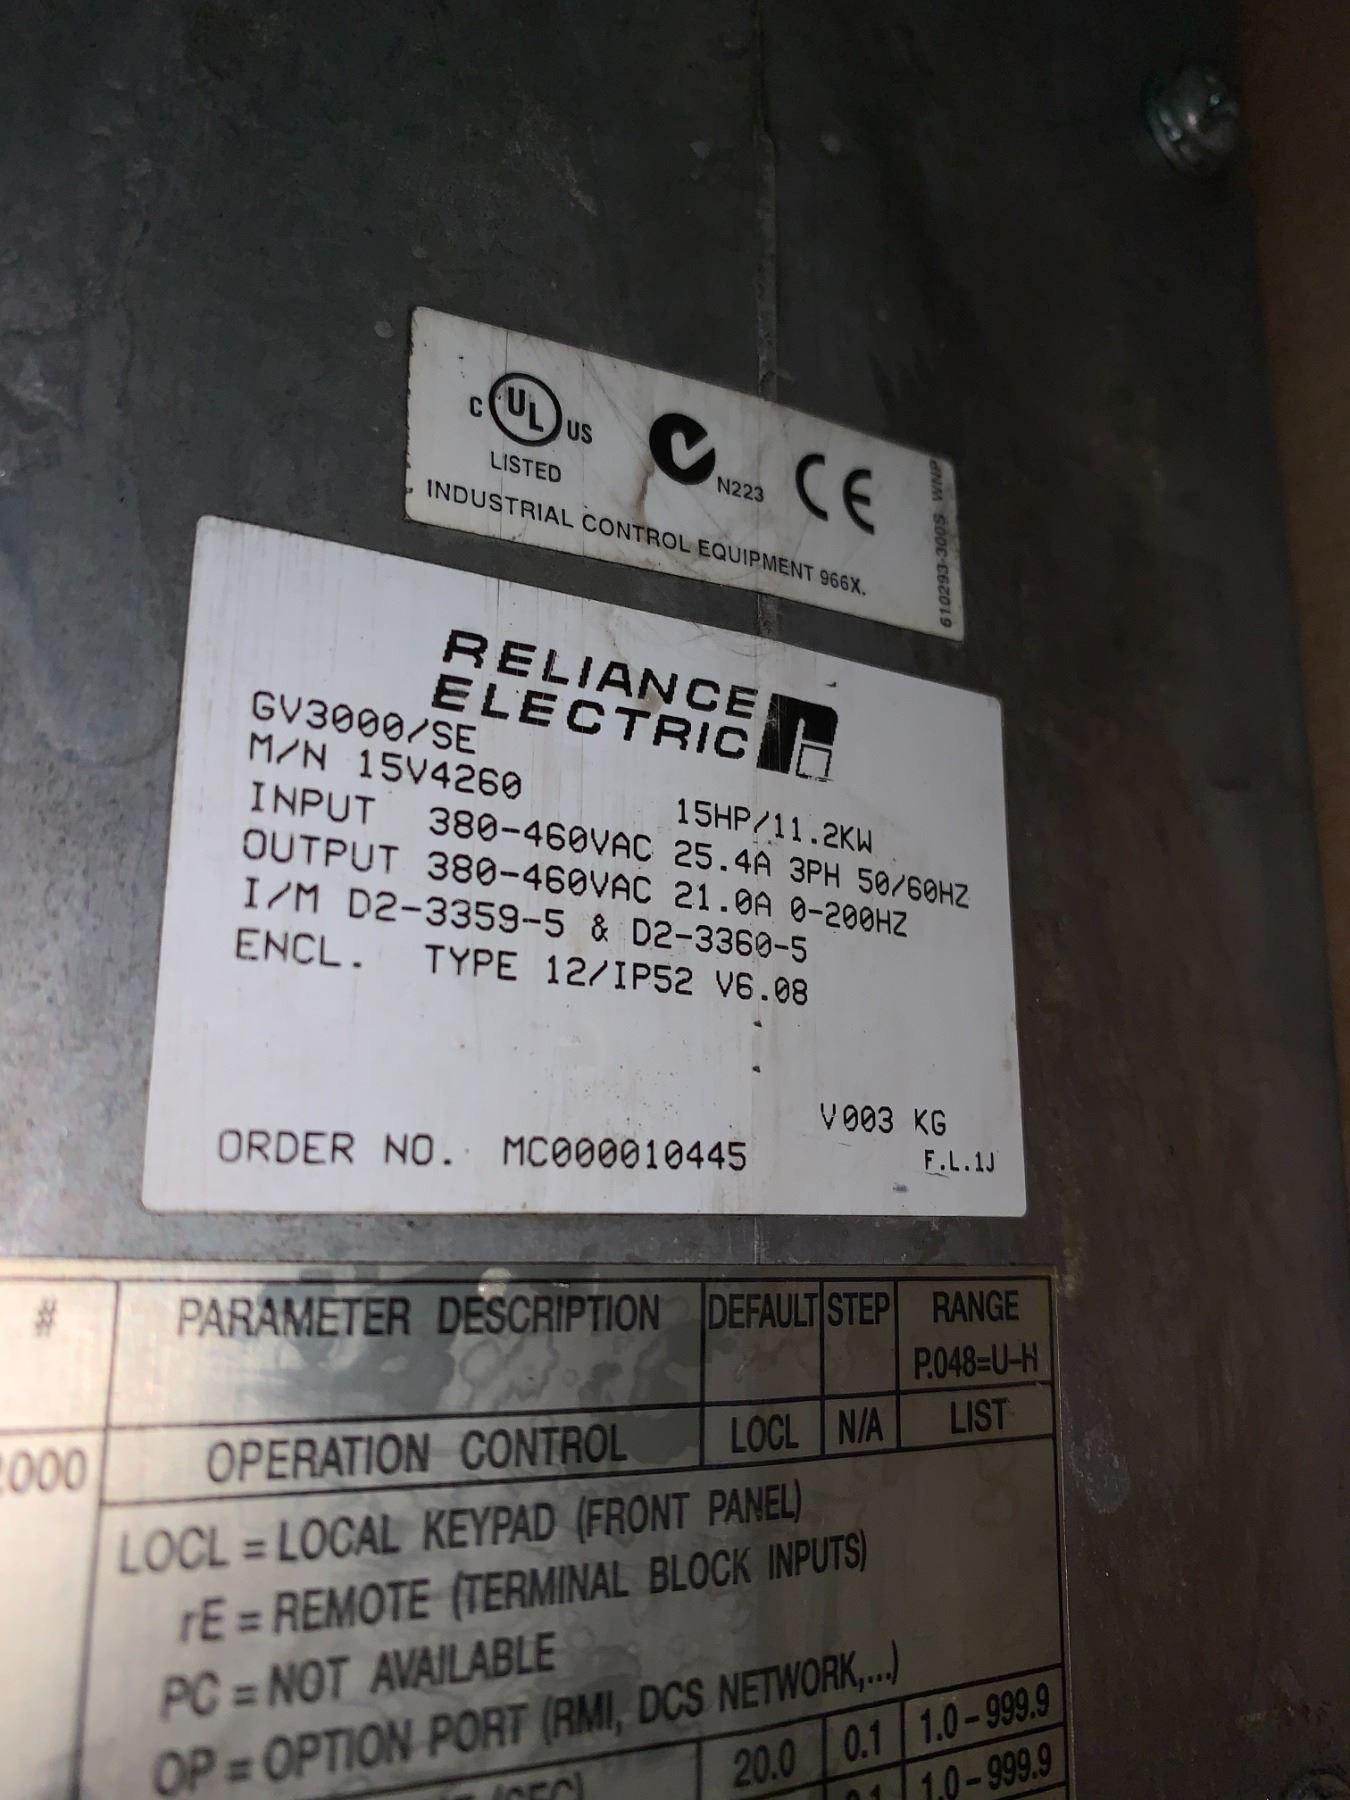 C UL US
LISTED
N223
CE
INDUSTRIAL CONTROL EQUIPMENT 966X.
610293-300S WNP
RELIANCE
ELECTRIC
GV3000/SE
M/N 15V4260 15HP/11.2KW
INPUT 380-460VAC 25.4A 3PH 50/60HZ
OUTPUT 380-460VAC 21.0A 0-200HZ
I/M D2-3359-5 & D2-3360-5
ENCL. TYPE 12/IP52 V6.08
V003 KG
ORDER NO. MC000010445
F.L.1J
# PARAMETER DESCRIPTION DEFAULT STEP RANGE
P.048=U-H
.000 OPERATION CONTROL LOCL N/A LIST
LOCL = LOCAL KEYPAD (FRONT PANEL)
rE = REMOTE (TERMINAL BLOCK INPUTS)
PC = NOT AVAILABLE
OP = OPTION PORT (RMI, DCS NETWORK,...)
20.0 0.1 1.0 - 999.9
1.0 - 999.9